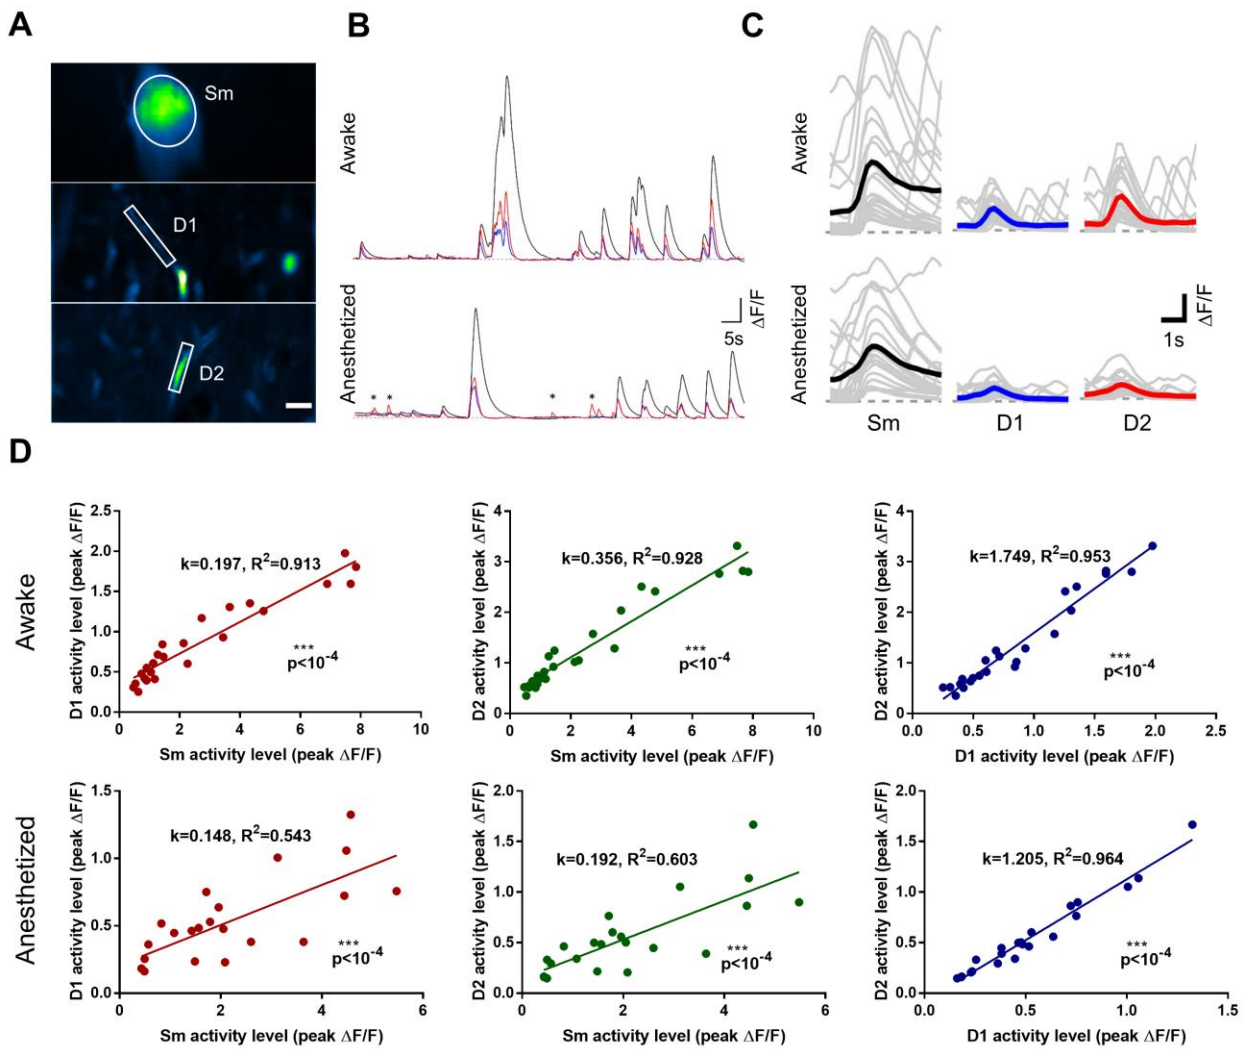 A
B
C
Sm
D1
D2
Awake
Anesthetized
* * * *
5s
ΔF/F
Awake
Anesthetized
1s
ΔF/F
Sm D1 D2
D
Awake
D1 activity level (peak ΔF/F)
2.5
2.0
1.5
1.0
0.5
0.0
k=0.197, R²=0.913
***
p<10⁻⁴
0 2 4 6 8 10
Sm activity level (peak ΔF/F)
D2 activity level (peak ΔF/F)
4
3
2
1
0
k=0.356, R²=0.928
***
p<10⁻⁴
0 2 4 6 8 10
Sm activity level (peak ΔF/F)
D2 activity level (peak ΔF/F)
4
3
2
1
0
k=1.749, R²=0.953
***
p<10⁻⁴
0.0 0.5 1.0 1.5 2.0 2.5
D1 activity level (peak ΔF/F)
Anesthetized
D1 activity level (peak ΔF/F)
1.5
1.0
0.5
0.0
k=0.148, R²=0.543
***
p<10⁻⁴
0 2 4 6
Sm activity level (peak ΔF/F)
D2 activity level (peak ΔF/F)
2.0
1.5
1.0
0.5
0.0
k=0.192, R²=0.603
***
p<10⁻⁴
0 2 4 6
Sm activity level (peak ΔF/F)
D2 activity level (peak ΔF/F)
2.0
1.5
1.0
0.5
0.0
k=1.205, R²=0.964
***
p<10⁻⁴
0.0 0.5 1.0 1.5
D1 activity level (peak ΔF/F)